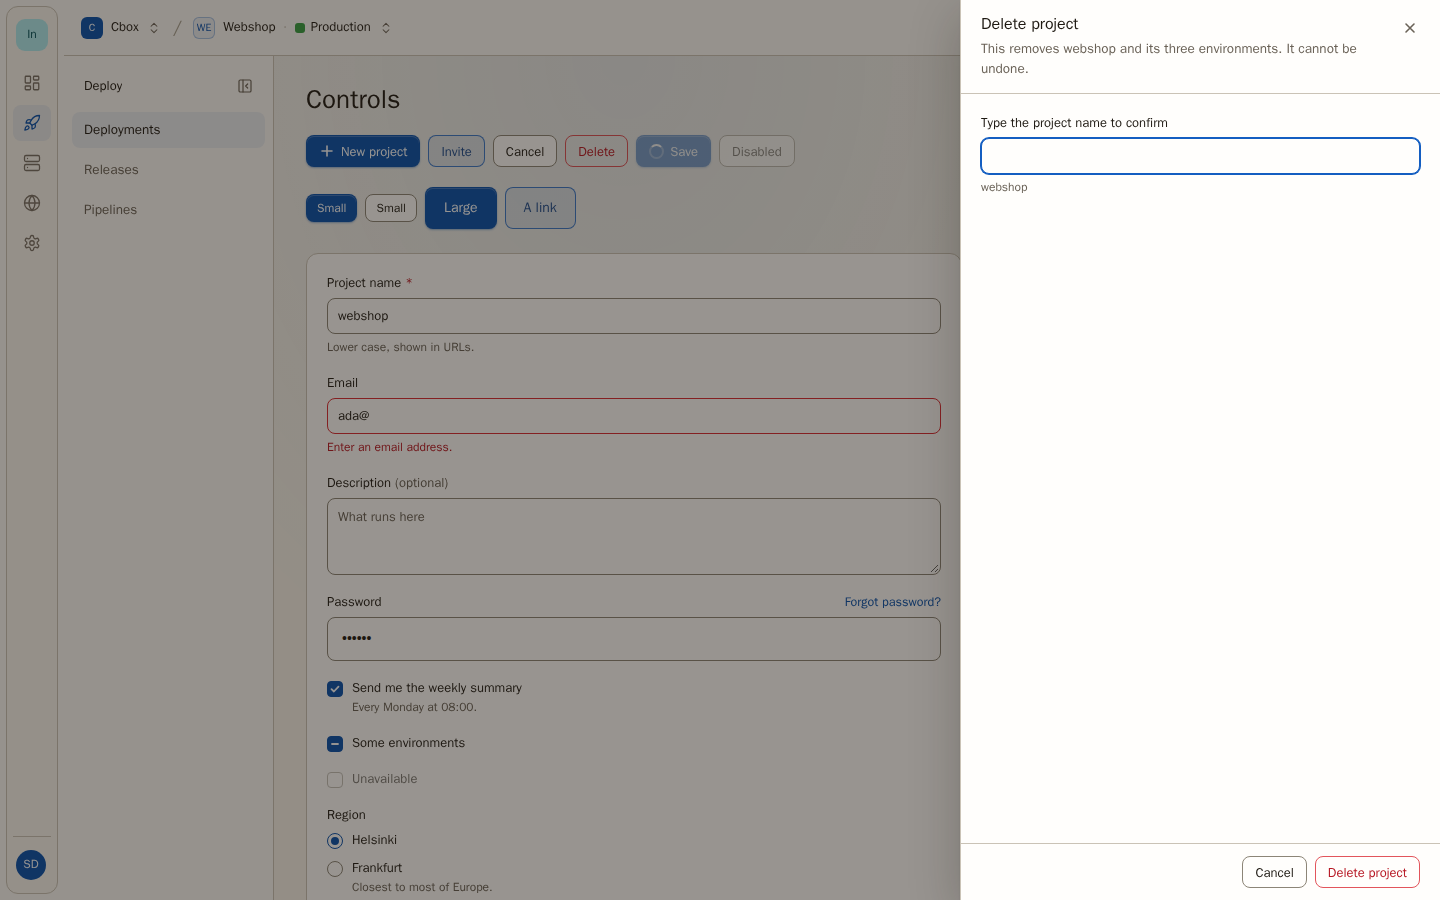 In
C Cbox / WE Webshop · Production
Deploy
Deployments
Releases
Pipelines
SD
Controls
New project
Invite
Cancel
Delete
Save
Disabled
Small
Small
Large
A link
Project name *
webshop
Lower case, shown in URLs.
Email
ada@
Enter an email address.
Description (optional)
What runs here
Password
Forgot password?
••••••
Send me the weekly summary
Every Monday at 08:00.
Some environments
Unavailable
Region
Helsinki
Frankfurt
Closest to most of Europe.
Delete project
This removes webshop and its three environments. It cannot be
undone.
Type the project name to confirm
webshop
Cancel
Delete project